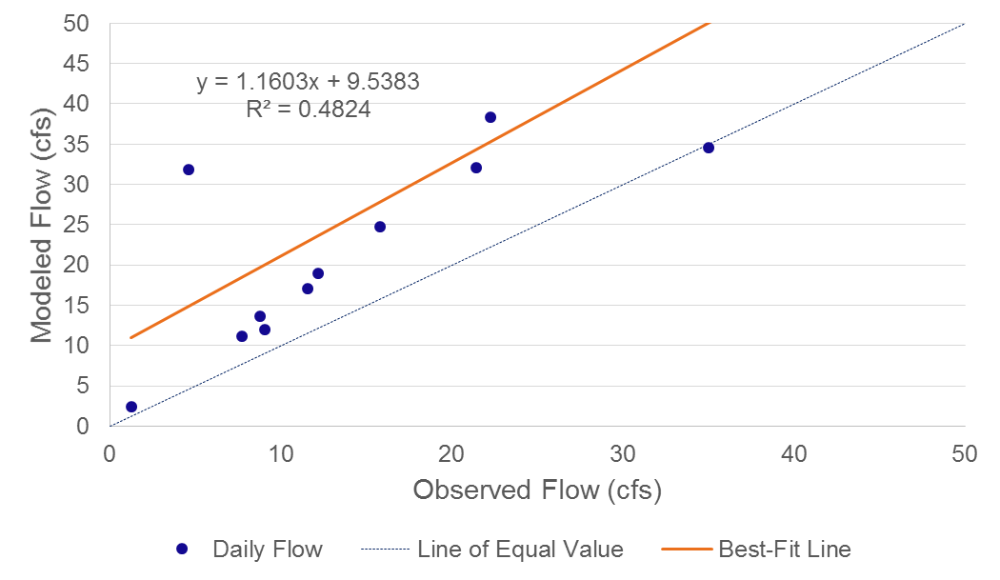 50
45
40
35
30
25
20
15
10
5
0
Modeled Flow (cfs)
y = 1.1603x + 9.5383
R² = 0.4824
0 10 20 30 40 50
Observed Flow (cfs)
Daily Flow Line of Equal Value Best-Fit Line